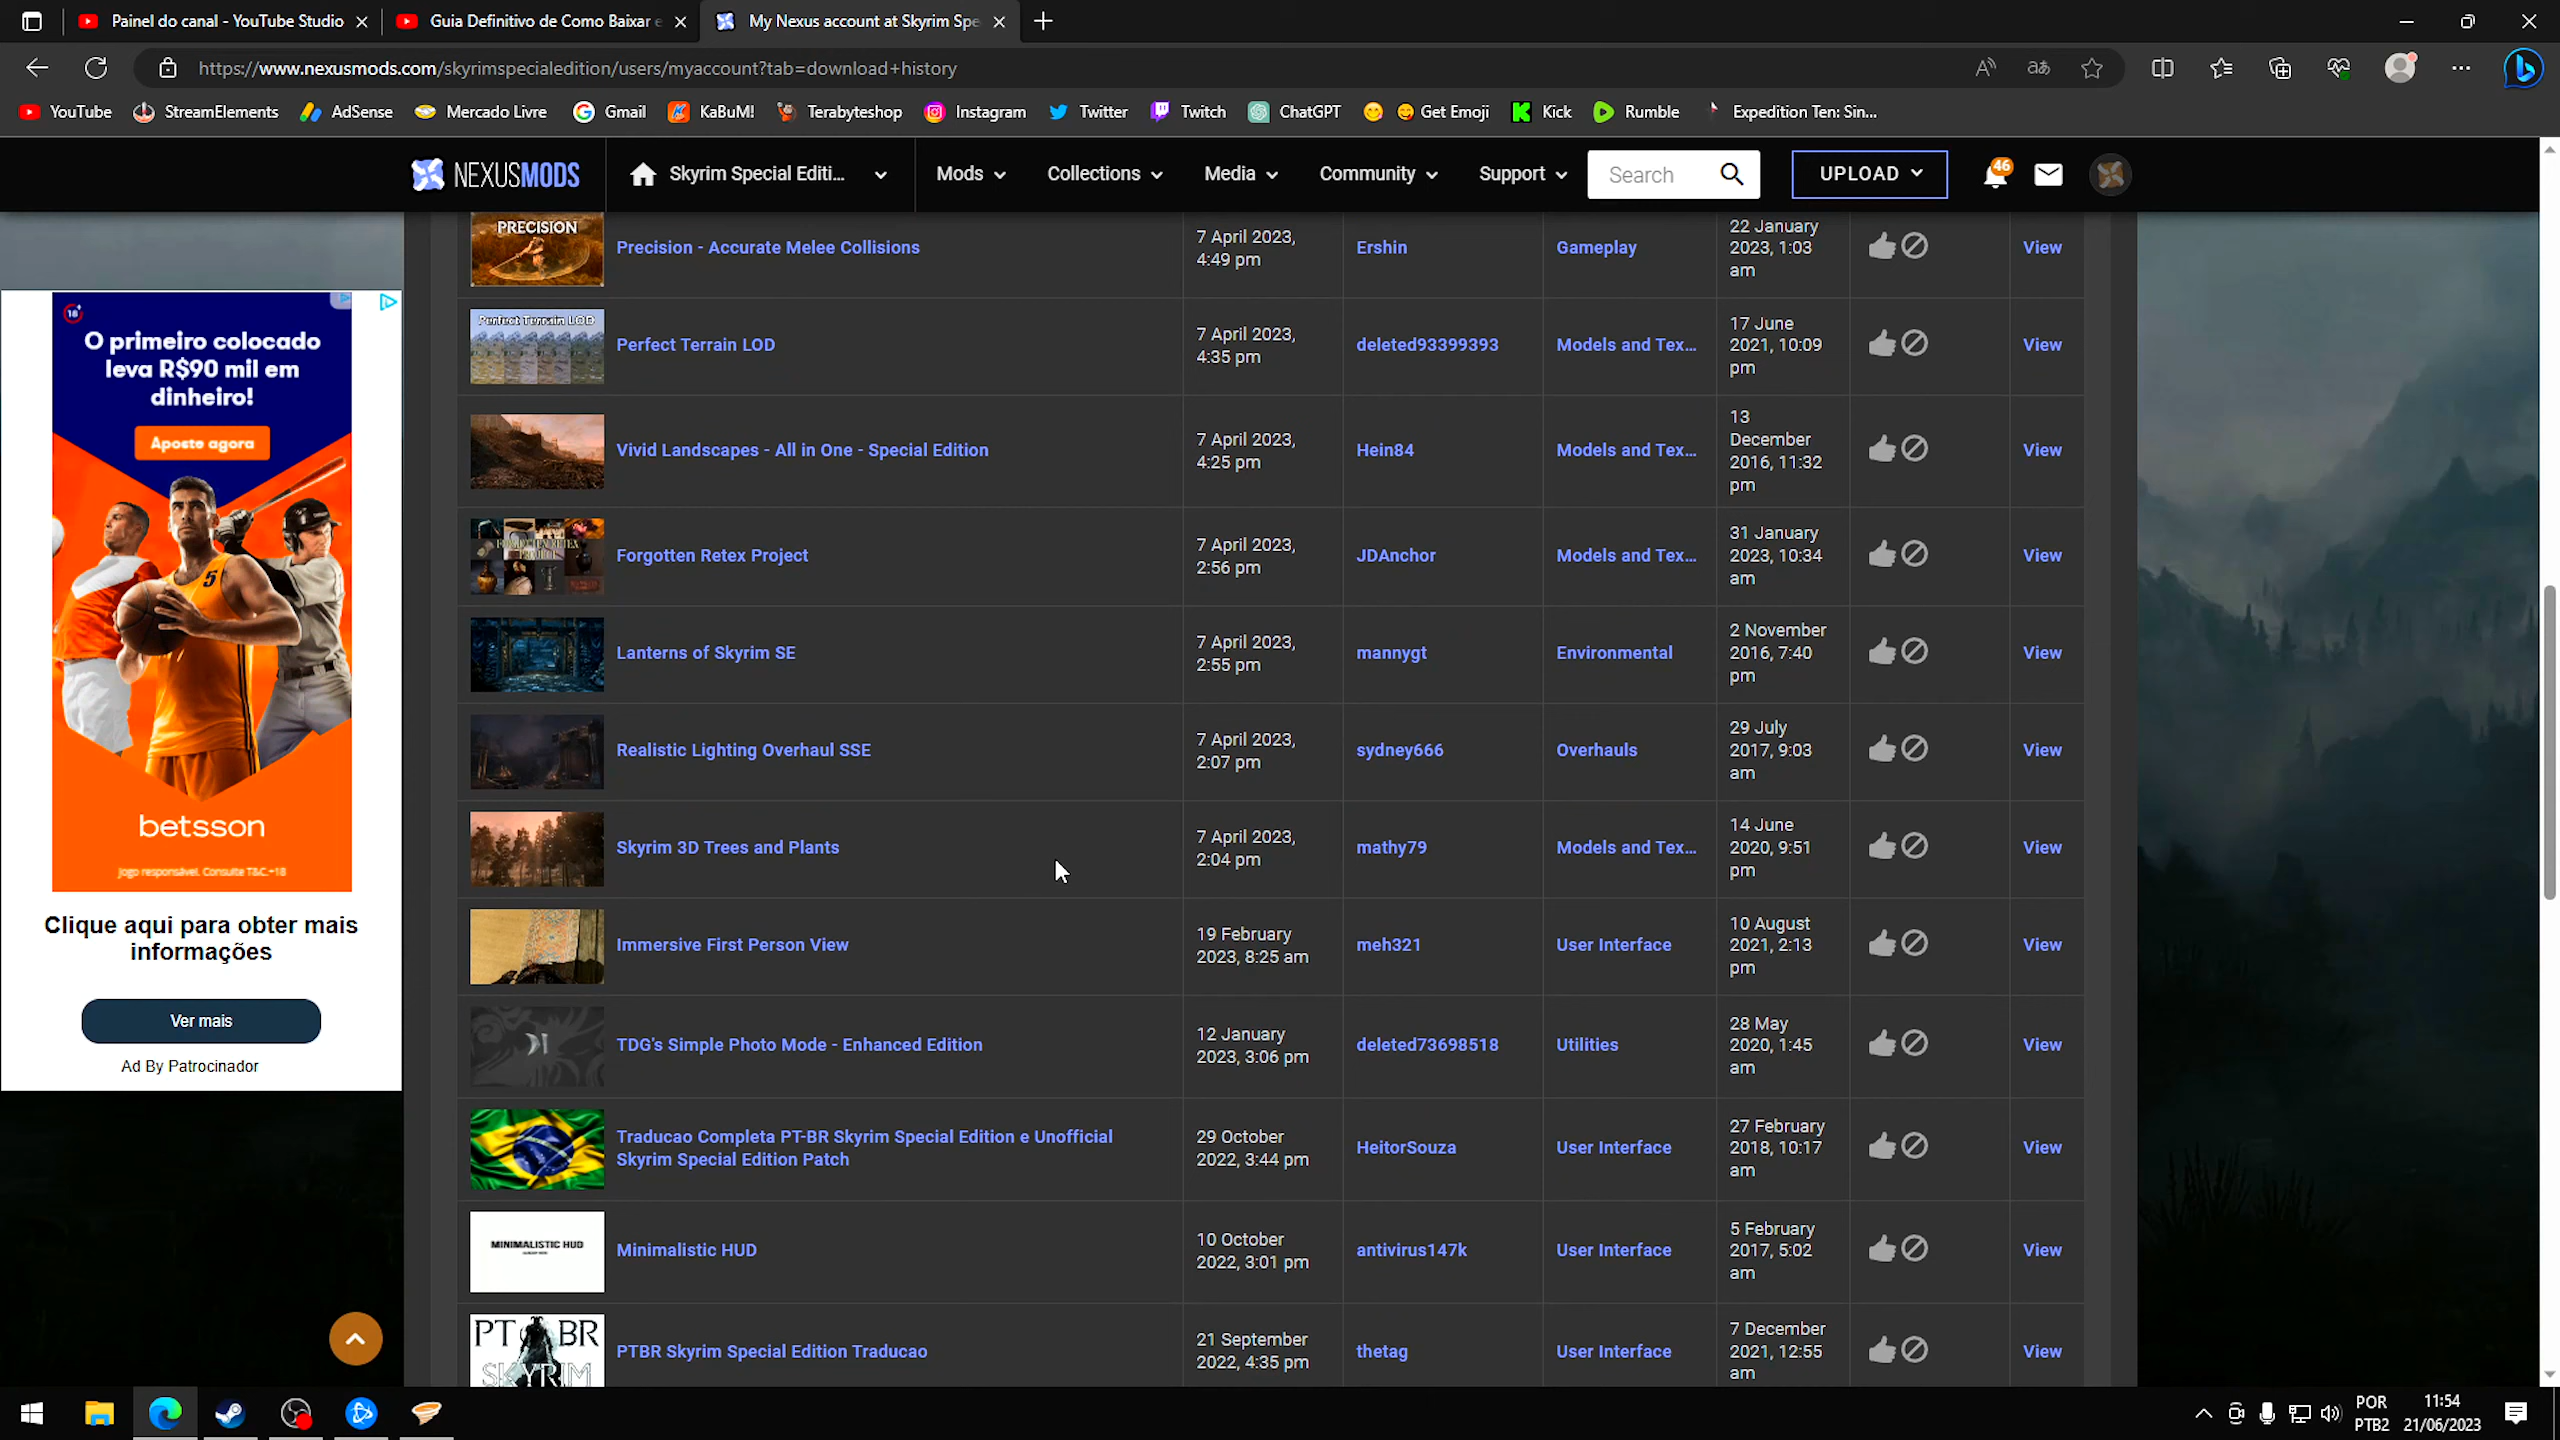 Painel do canal - YouTube Studio
Guia Definitivo de Como Baixar e
My Nexus account at Skyrim Spe
https://www.nexusmods.com/skyrimspecialedition/users/myaccount?tab=download+history
YouTube StreamElements AdSense Mercado Livre Gmail KaBuM! Terabyteshop Instagram Twitter Twitch ChatGPT Get Emoji Kick Rumble Expedition Ten: Sin...
NEXUSMODS
Skyrim Special Editi...
Mods Collections Media Community Support
Search
UPLOAD
46
PRECISION
Precision - Accurate Melee Collisions
7 April 2023,
4:49 pm
Ershin
Gameplay
22 January
2023, 1:03
am
View
Perfect Terrain LOD
Perfect Terrain LOD
7 April 2023,
4:35 pm
deleted93399393
Models and Tex...
17 June
2021, 10:09
pm
View
Vivid Landscapes - All in One - Special Edition
7 April 2023,
4:25 pm
Hein84
Models and Tex...
13
December
2016, 11:32
pm
View
Forgotten Retex Project
7 April 2023,
2:56 pm
JDAnchor
Models and Tex...
31 January
2023, 10:34
am
View
Lanterns of Skyrim SE
7 April 2023,
2:55 pm
mannygt
Environmental
2 November
2016, 7:40
pm
View
Realistic Lighting Overhaul SSE
7 April 2023,
2:07 pm
sydney666
Overhauls
29 July
2017, 9:03
am
View
Skyrim 3D Trees and Plants
7 April 2023,
2:04 pm
mathy79
Models and Tex...
14 June
2020, 9:51
pm
View
Immersive First Person View
19 February
2023, 8:25 am
meh321
User Interface
10 August
2021, 2:13
pm
View
TDG's Simple Photo Mode - Enhanced Edition
12 January
2023, 3:06 pm
deleted73698518
Utilities
28 May
2020, 1:45
am
View
Traducao Completa PT-BR Skyrim Special Edition e Unofficial
Skyrim Special Edition Patch
29 October
2022, 3:44 pm
HeitorSouza
User Interface
27 February
2018, 10:17
am
View
MINIMALISTIC HUD
Minimalistic HUD
10 October
2022, 3:01 pm
antivirus147k
User Interface
5 February
2017, 5:02
am
View
PT BR
SKYRIM
PTBR Skyrim Special Edition Traducao
21 September
2022, 4:35 pm
thetag
User Interface
7 December
2021, 12:55
am
View
18
O primeiro colocado
leva R$90 mil em
dinheiro!
Aposte agora
5
betsson
Jogo responsável. Consulte T&C.+18
Clique aqui para obter mais
informações
Ver mais
Ad By Patrocinador
POR
PTB2
11:54
21/06/2023